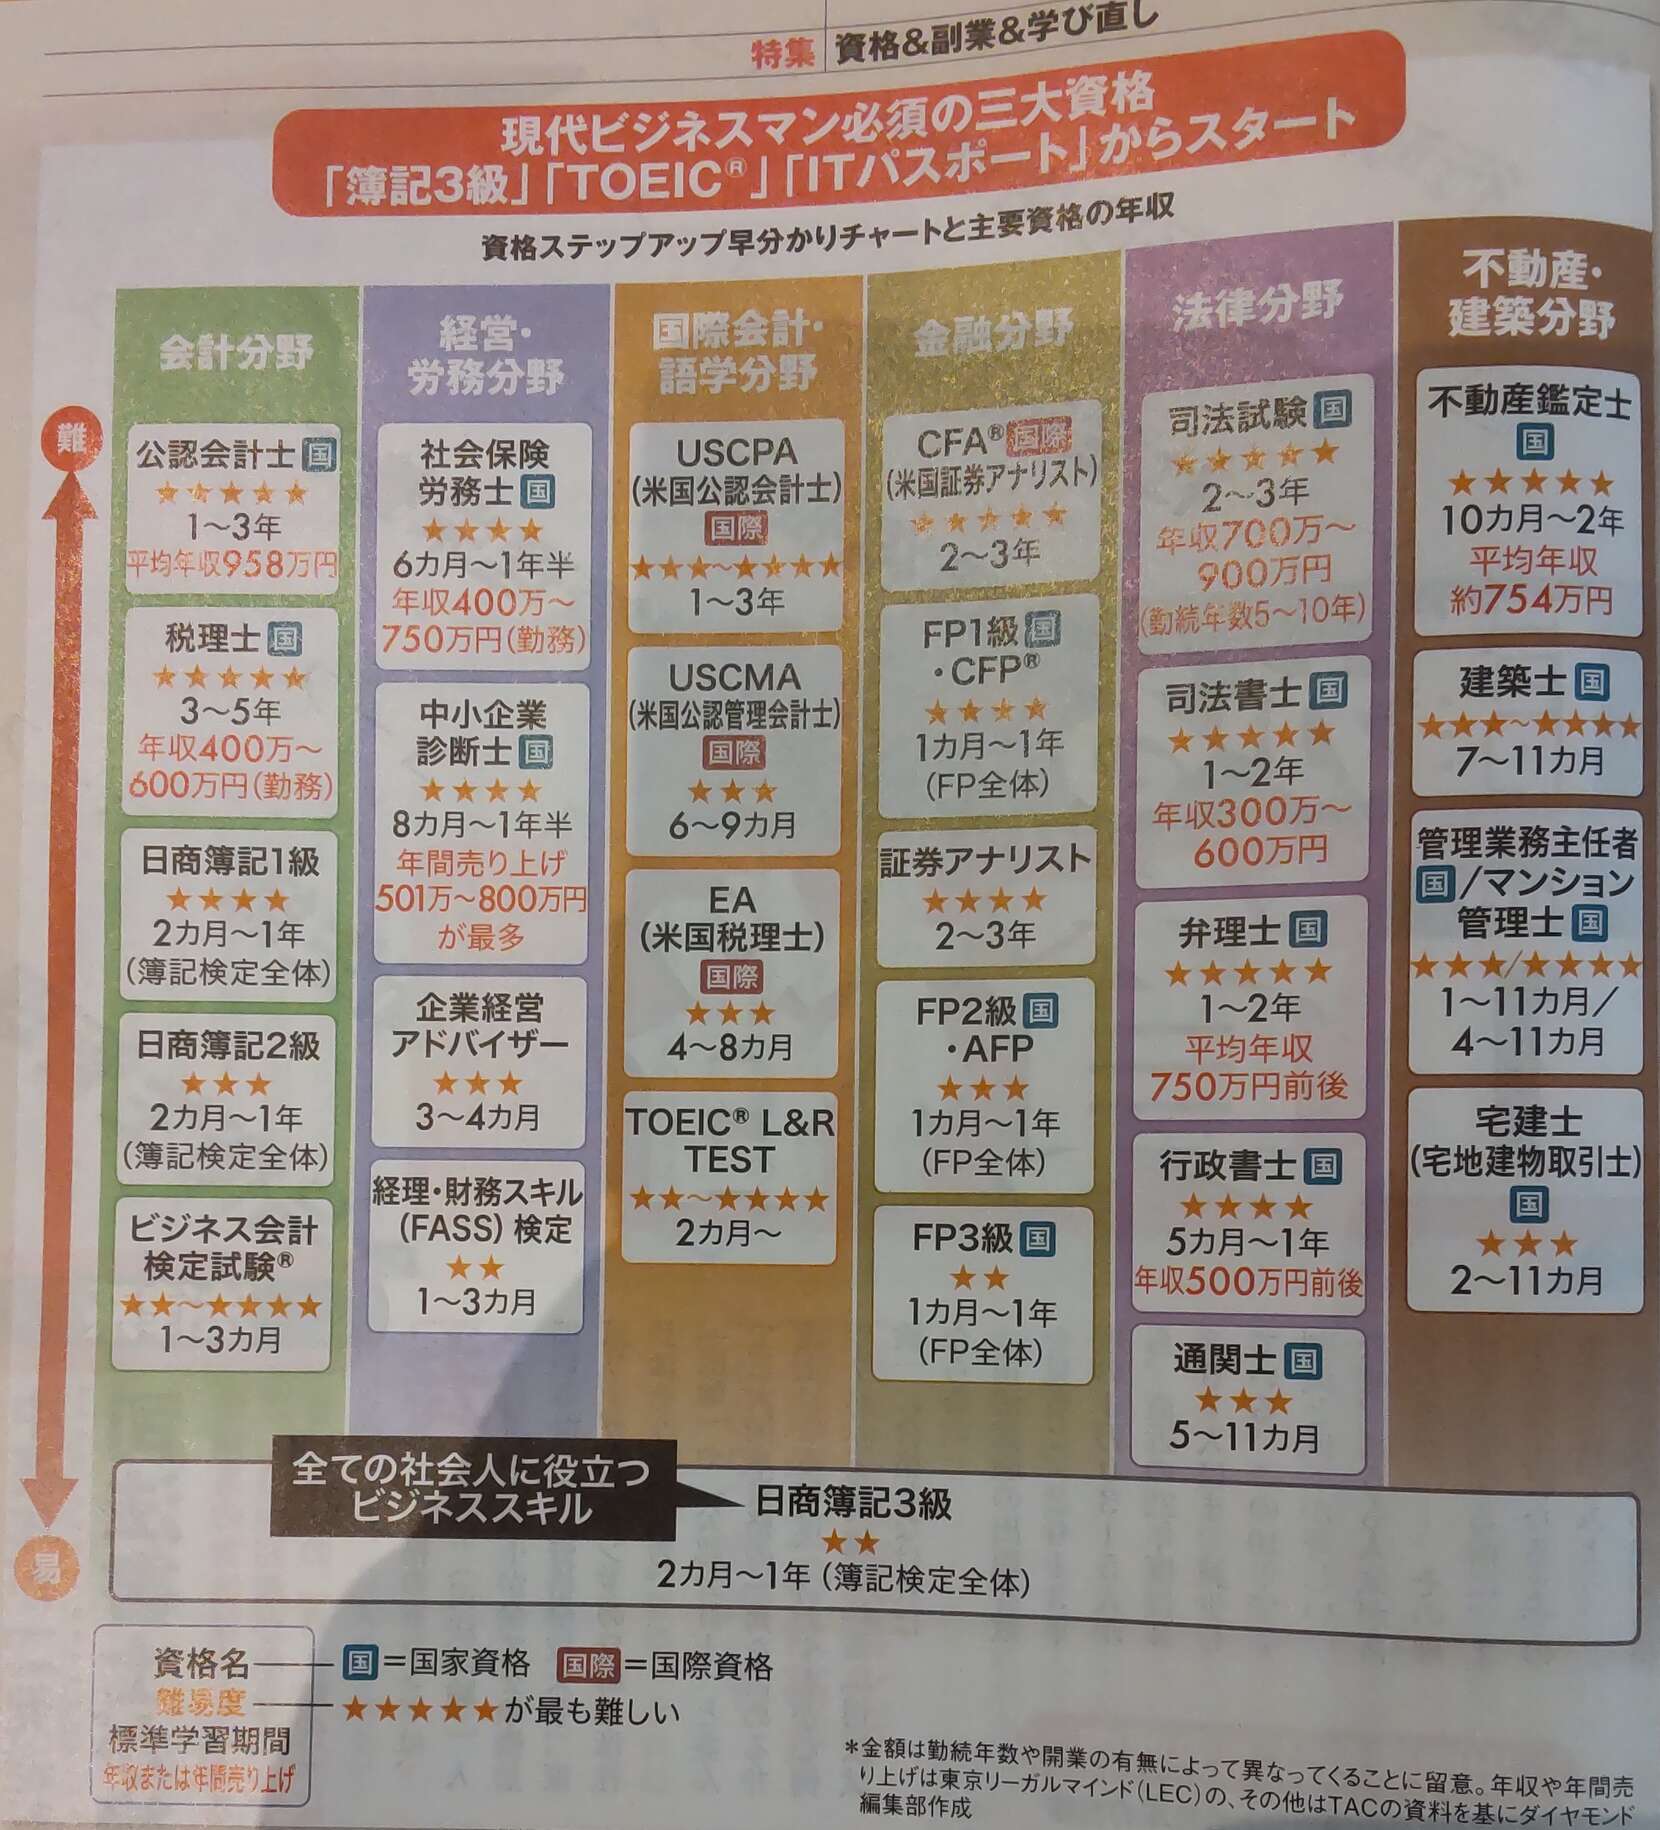 特集 資格&副業&学び直し
現代ビジネスマン必須の三大資格
「簿記3級」「TOEIC®」「ITパスポート」からスタート
資格ステップアップ早分かりチャートと主要資格の年収
難
会計分野
公認会計士 国
★★★★★
1〜3年
平均年収958万円
税理士 国
★★★★★
3〜5年
年収400万〜
600万円(勤務)
日商簿記1級
★★★★
2カ月〜1年
(簿記検定全体)
日商簿記2級
★★★
2カ月〜1年
(簿記検定全体)
ビジネス会計
検定試験®
★★〜★★★★
1〜3カ月
経営・
労務分野
社会保険
労務士 国
★★★★
6カ月〜1年半
年収400万〜
750万円(勤務)
中小企業
診断士 国
★★★★
8カ月〜1年半
年間売り上げ
501万〜800万円
が最多
企業経営
アドバイザー
★★★
3〜4カ月
経理・財務スキル
(FASS)検定
★★
1〜3カ月
国際会計・
語学分野
USCPA
(米国公認会計士)
国際
★★★〜★★★★
1〜3年
USCMA
(米国公認管理会計士)
国際
★★★
6〜9カ月
EA
(米国税理士)
国際
★★★
4〜8カ月
TOEIC® L&R
TEST
★★〜★★★★
2カ月〜
金融分野
CFA® 国際
(米国証券アナリスト)
★★★★★
2〜3年
FP1級 国
・CFP®
★★★★
1カ月〜1年
(FP全体)
証券アナリスト
★★★★
2〜3年
FP2級 国
・AFP
★★★
1カ月〜1年
(FP全体)
FP3級 国
★★
1カ月〜1年
(FP全体)
法律分野
司法試験 国
★★★★★
2〜3年
年収700万〜
900万円
(勤続年数5〜10年)
司法書士 国
★★★★★
1〜2年
年収300万〜
600万円
弁理士 国
★★★★★
1〜2年
平均年収
750万円前後
行政書士 国
★★★★
5カ月〜1年
年収500万円前後
通関士 国
★★★
5〜11カ月
不動産・
建築分野
不動産鑑定士
国
★★★★★
10カ月〜2年
平均年収
約754万円
建築士 国
★★★〜★★★★
7〜11カ月
管理業務主任者
国/マンション
管理士 国
★★★/★★★★
1〜11カ月/
4〜11カ月
宅建士
(宅地建物取引士)
国
★★★
2〜11カ月
易
全ての社会人に役立つ
ビジネススキル
日商簿記3級
★★
2カ月〜1年(簿記検定全体)
資格名 国=国家資格 国際=国際資格
難易度 ★★★★★が最も難しい
標準学習期間
年収または年間売り上げ
*金額は勤続年数や開業の有無によって異なってくることに留意。年収や年間売
り上げは東京リーガルマインド(LEC)の、その他はTACの資料を基にダイヤモンド
編集部作成